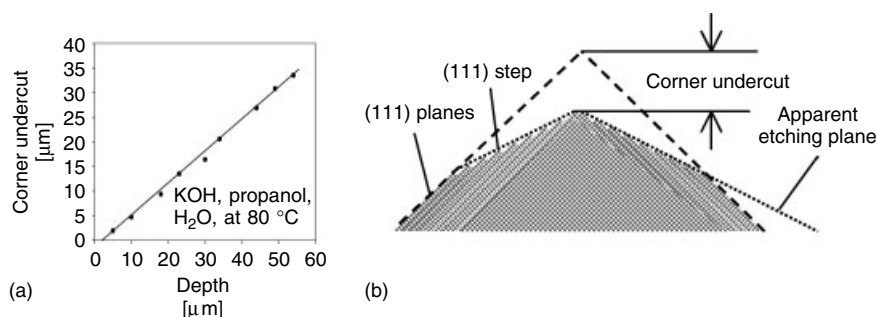 40
35
30
25
20
15
10
5
0
Corner undercut
[μm]
KOH, propanol,
H₂O, at 80 °C
0 10 20 30 40 50 60
Depth
[μm]
(a)
(111) step
(111) planes
Corner undercut
Apparent
etching plane
(b)